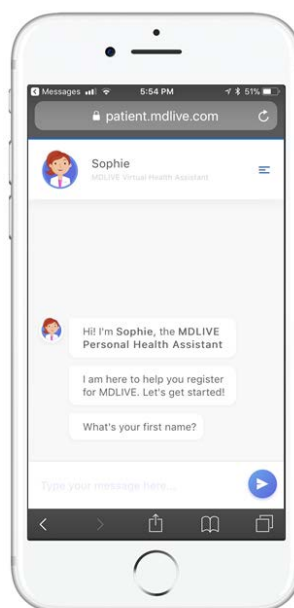 Messages 5:54 PM 51%
patient.mdlive.com
Sophie
MDLIVE Virtual Health Assistant
Hi! I'm Sophie, the MDLIVE
Personal Health Assistant
I am here to help you register
for MDLIVE. Let's get started!
What's your first name?
Type your message here...